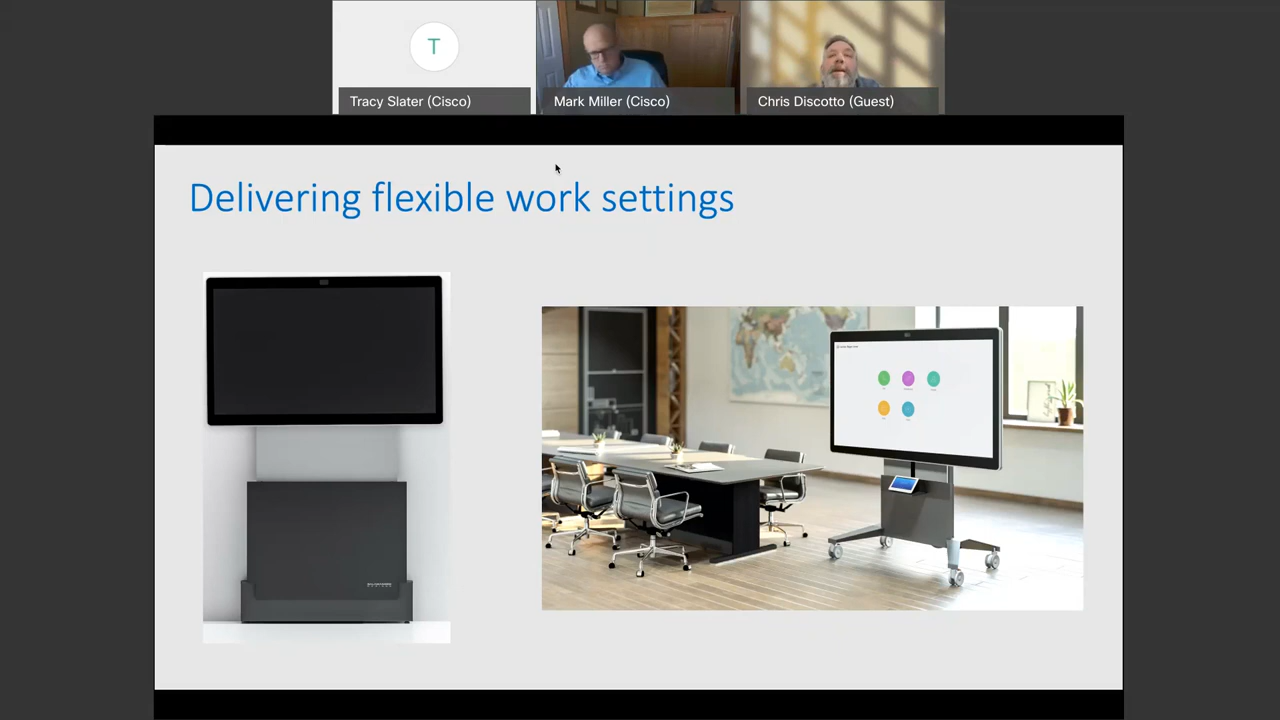 T
Tracy Slater (Cisco)
Mark Miller (Cisco)
Chris Discotto (Guest)
Delivering flexible work settings